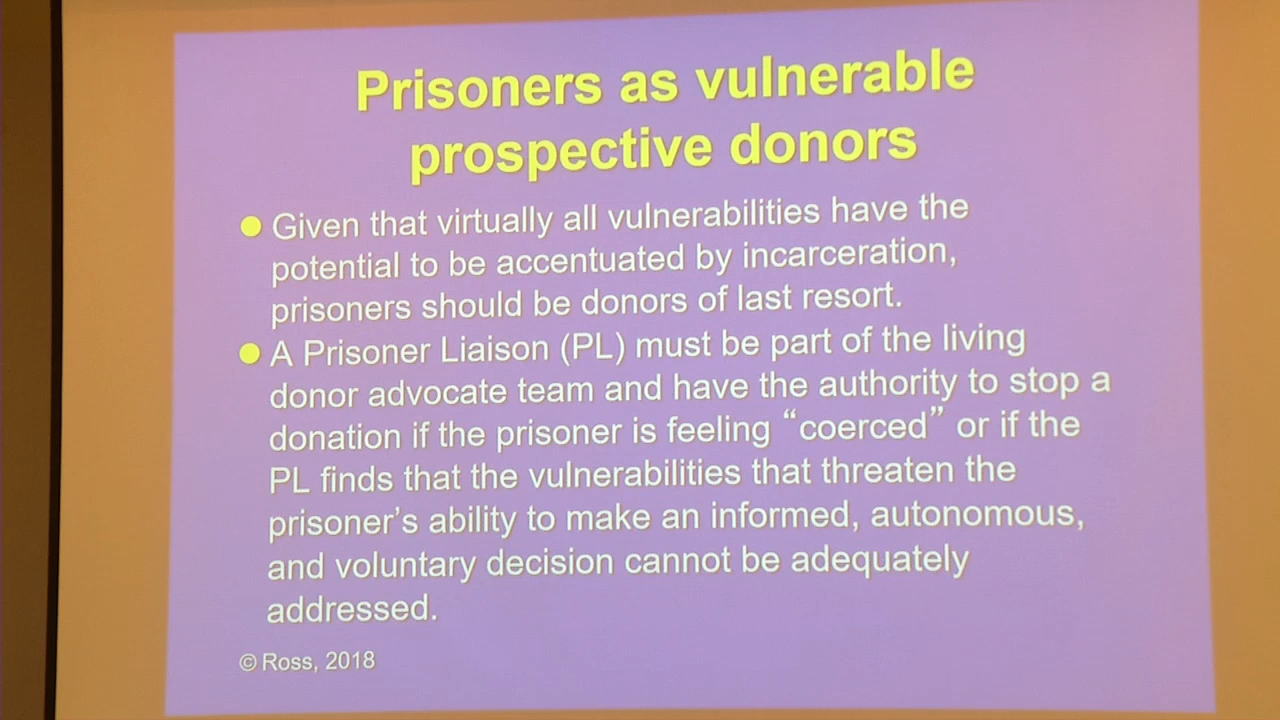 Prisoners as vulnerable
prospective donors
Given that virtually all vulnerabilities have the
potential to be accentuated by incarceration,
prisoners should be donors of last resort.
A Prisoner Liaison (PL) must be part of the living
donor advocate team and have the authority to stop a
donation if the prisoner is feeling “coerced” or if the
PL finds that the vulnerabilities that threaten the
prisoner’s ability to make an informed, autonomous,
and voluntary decision cannot be adequately
addressed.
© Ross, 2018